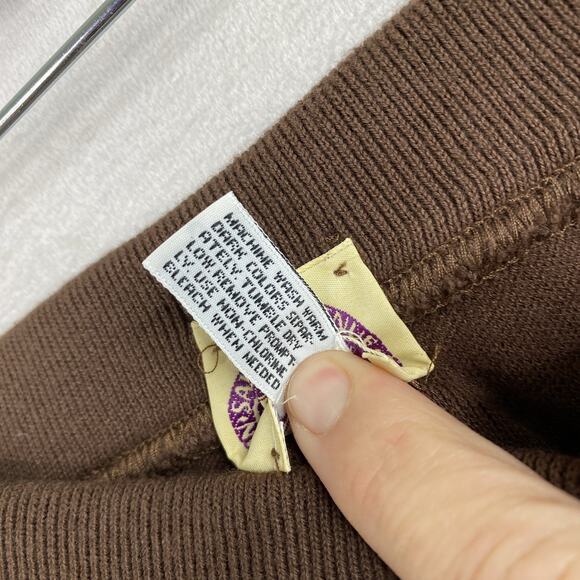 MACHINE WASH WARM
DARK COLORS SEPAR-
ATELY TUMBLE DRY
LOW REMOVE PROMPT-
LY. USE NON-CHLORINE
BLEACH WHEN NEEDED